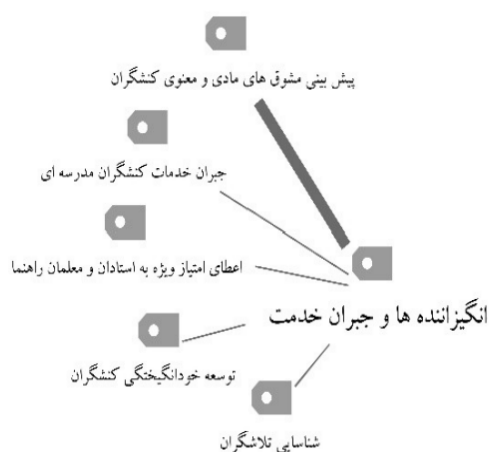 پیش بینی مشوق های مادی و معنوی کنشگران
جبران خدمات کنشگران مدرسه ای
اعطای امتیاز ویژه به استادان و معلمان راهنما
انگیزاننده ها و جبران خدمت
توسعه خودانگیختگی کنشگران
شناسایی تلاشگران